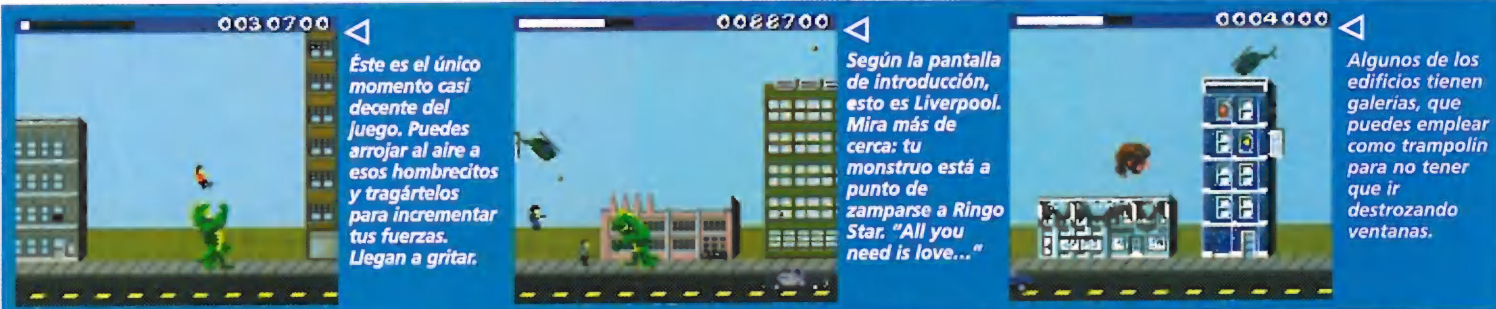 0030700
Éste es el único
momento casi
decente del
juego. Puedes
arrojar al aire a
esos hombrecitos
y tragártelos
para incrementar
tus fuerzas.
Llegan a gritar.
0088700
Según la pantalla
de introducción,
esto es Liverpool.
Mira más de
cerca: tu
monstruo está a
punto de
zamparse a Ringo
Star. "All you
need is love..."
0004000
Algunos de los
edificios tienen
galerias, que
puedes emplear
como trampolín
para no tener
que ir
destrozando
ventanas.